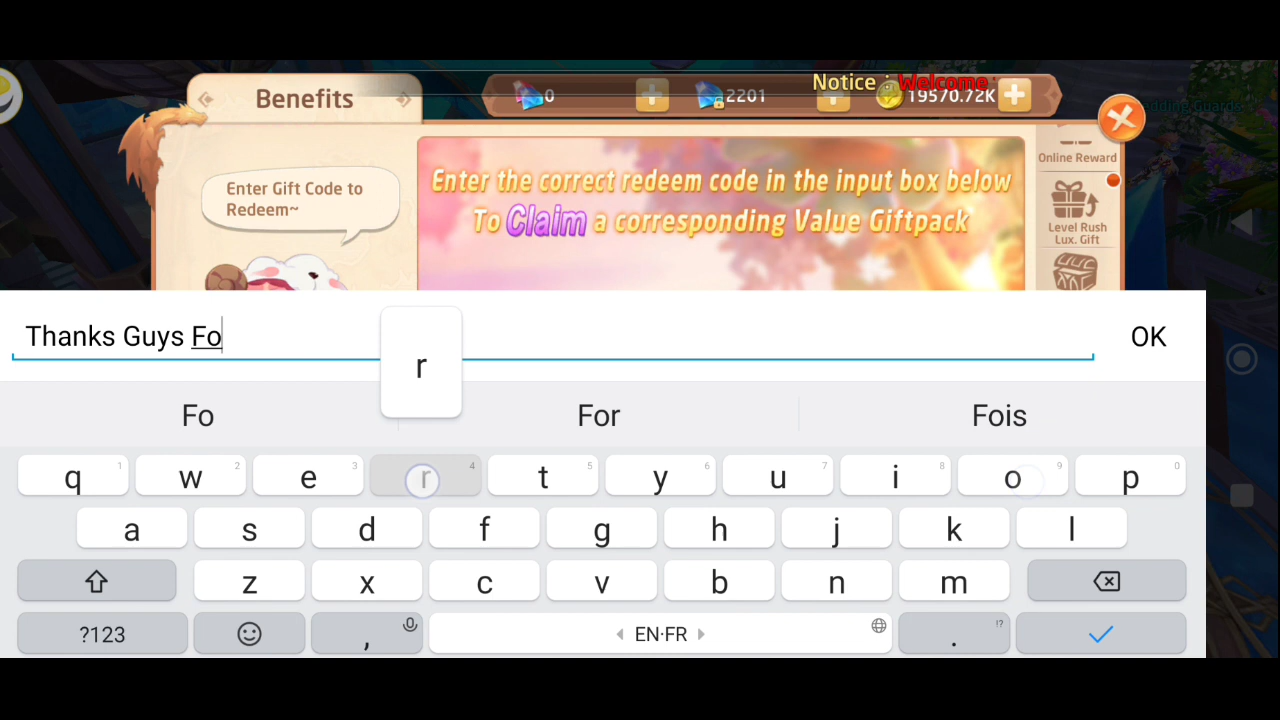 Benefits
0
2201
Notice : Welcome
19570.72K
Adding Guards
Online Reward
Enter Gift Code to
Redeem~
Enter the correct redeem code in the input box below
To Claim a corresponding Value Giftpack
Level Rush
Lux. Gift
Thanks Guys Fo
OK
r
Fo
For
Fois
q 1 w 2 e 3 r 4 t 5 y 6 u 7 i 8 o 9 p 0
a s d f g h j k l
z x c v b n m
?123 , EN·FR . !?